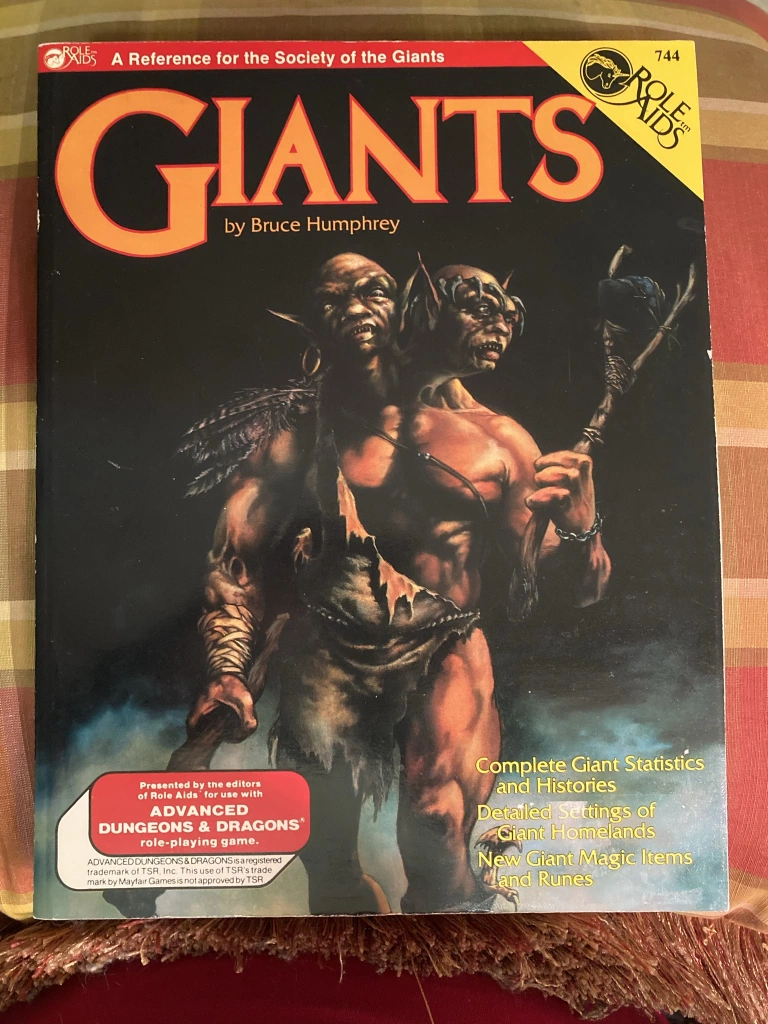 ROLE AIDS™
A Reference for the Society of the Giants
744
ROLE AIDS™
GIANTS
by Bruce Humphrey
Complete Giant Statistics
and Histories
Detailed Settings of
Giant Homelands
New Giant Magic Items
and Runes
Presented by the editors
of Role Aids™ for use with
ADVANCED
DUNGEONS & DRAGONS®
role-playing game.
ADVANCED DUNGEONS & DRAGONS is a registered
trademark of TSR, Inc. This use of TSR's trade
mark by Mayfair Games is not approved by TSR